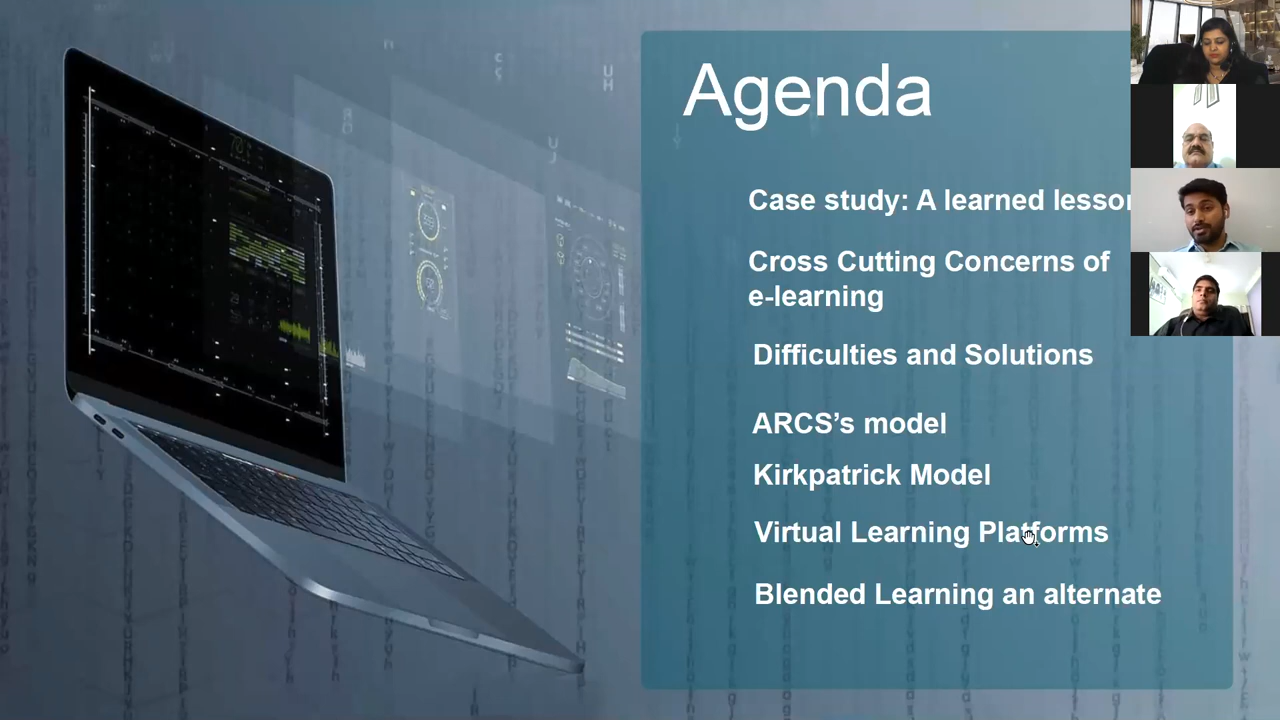 Agenda
Case study: A learned lesson
Cross Cutting Concerns of
e-learning
Difficulties and Solutions
ARCS’s model
Kirkpatrick Model
Virtual Learning Platforms
Blended Learning an alternate